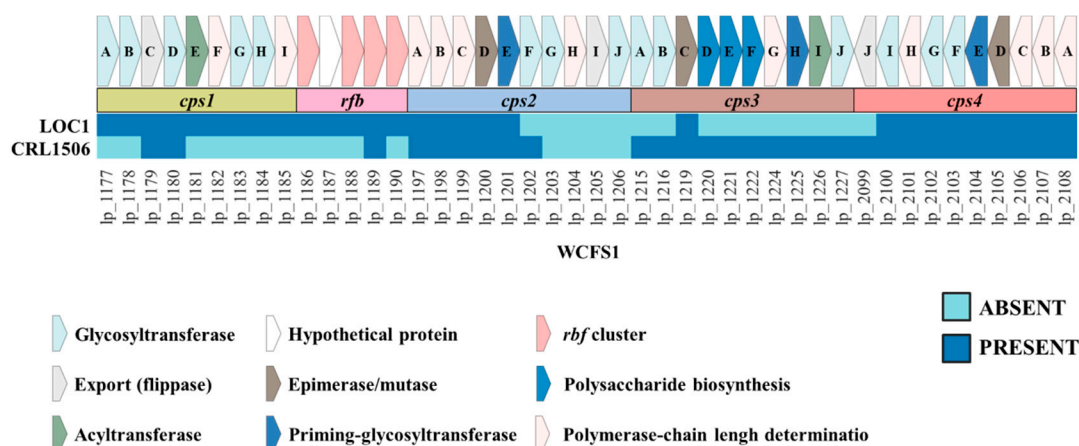 A B C D E F G H I A B C D E F G H I J A B C D E F G H I J J I H G F E D C B A
cps1 rfb cps2 cps3 cps4
LOC1
CRL1506
lp_1177 lp_1178 lp_1179 lp_1180 lp_1181 lp_1182 lp_1183 lp_1184 lp_1185 lp_1186 lp_1187 lp_1188 lp_1189 lp_1190 lp_1197 lp_1198 lp_1199 lp_1200 lp_1201 lp_1202 lp_1203 lp_1204 lp_1205 lp_1206 lp_1215 lp_1216 lp_1219 lp_1220 lp_1221 lp_1222 lp_1224 lp_1225 lp_1226 lp_1227 lp_2099 lp_2100 lp_2101 lp_2102 lp_2103 lp_2104 lp_2105 lp_2106 lp_2107 lp_2108
WCFS1
ABSENT
PRESENT
Glycosyltransferase Hypothetical protein rbf cluster
Export (flippase) Epimerase/mutase Polysaccharide biosynthesis
Acyltransferase Priming-glycosyltransferase Polymerase-chain lengh determinatio